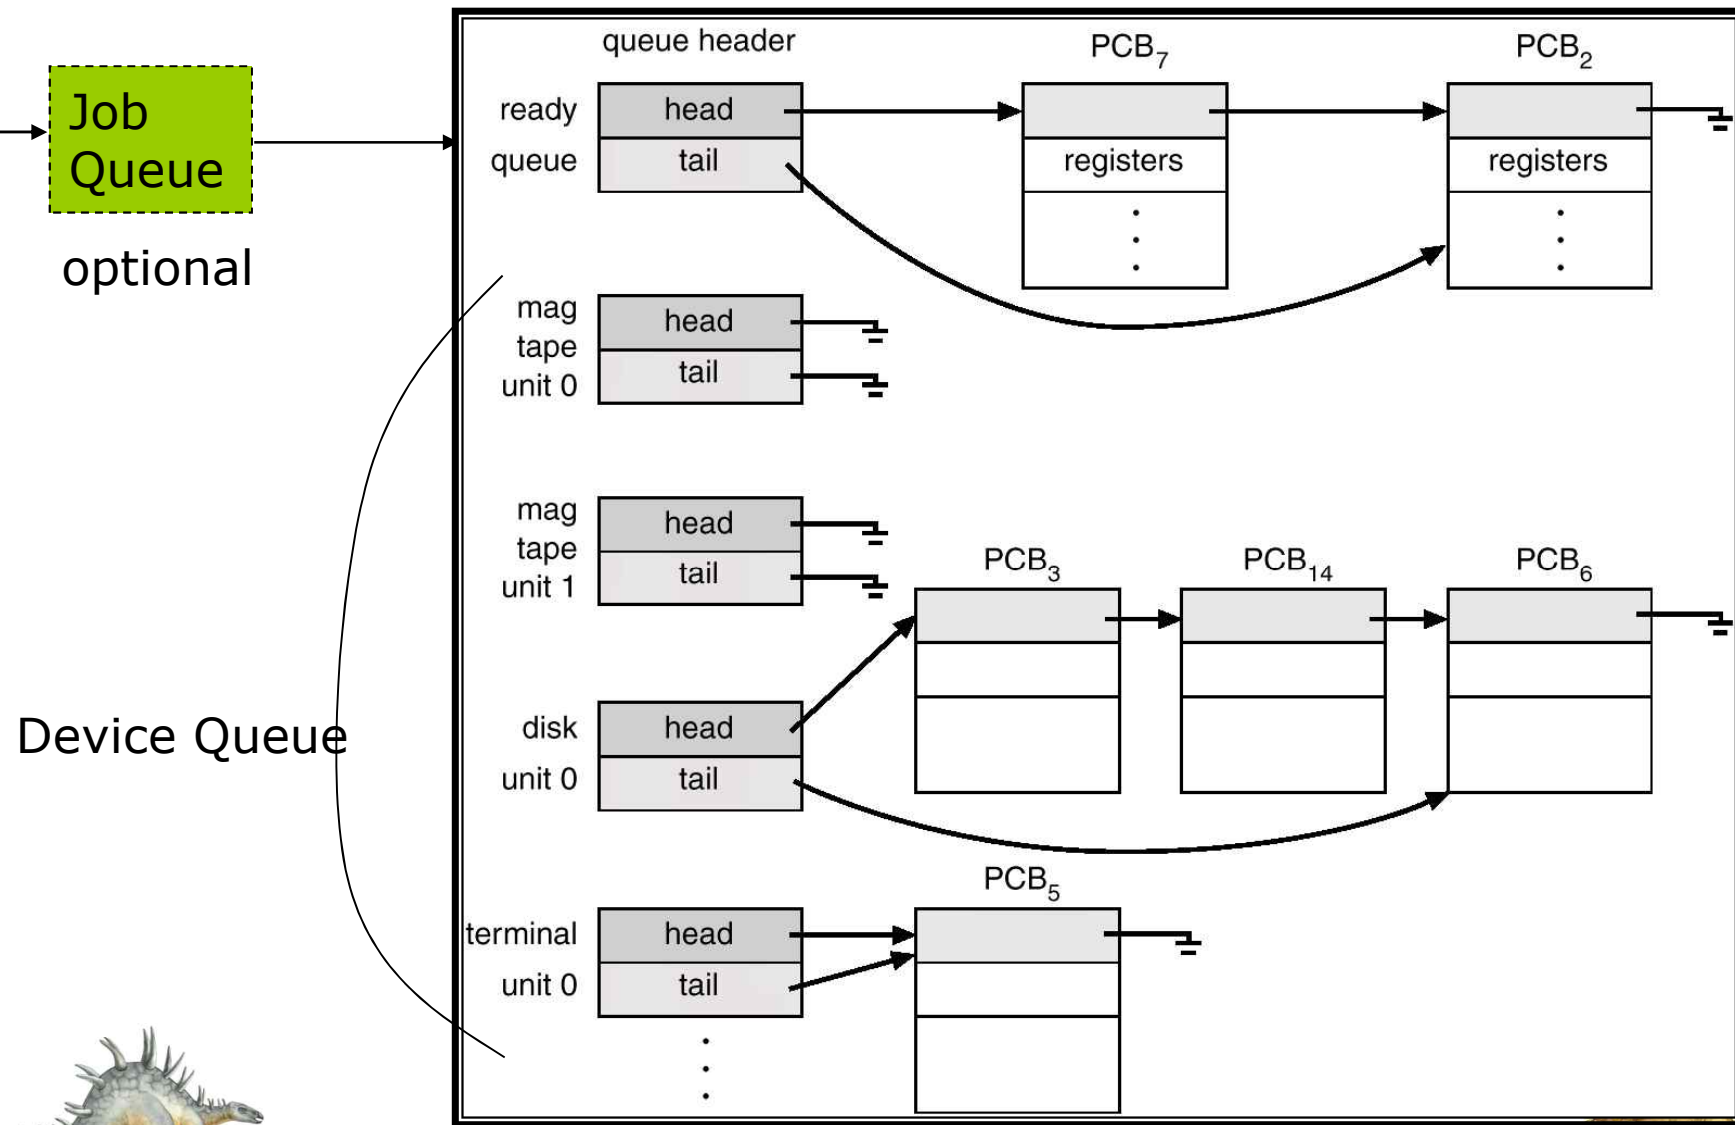 Job
Queue
optional
Device Queue
queue header
PCB₇
PCB₂
ready
queue
head
tail
registers
registers
mag
tape
unit 0
head
tail
mag
tape
unit 1
head
tail
PCB₃
PCB₁₄
PCB₆
disk
unit 0
head
tail
PCB₅
terminal
unit 0
head
tail